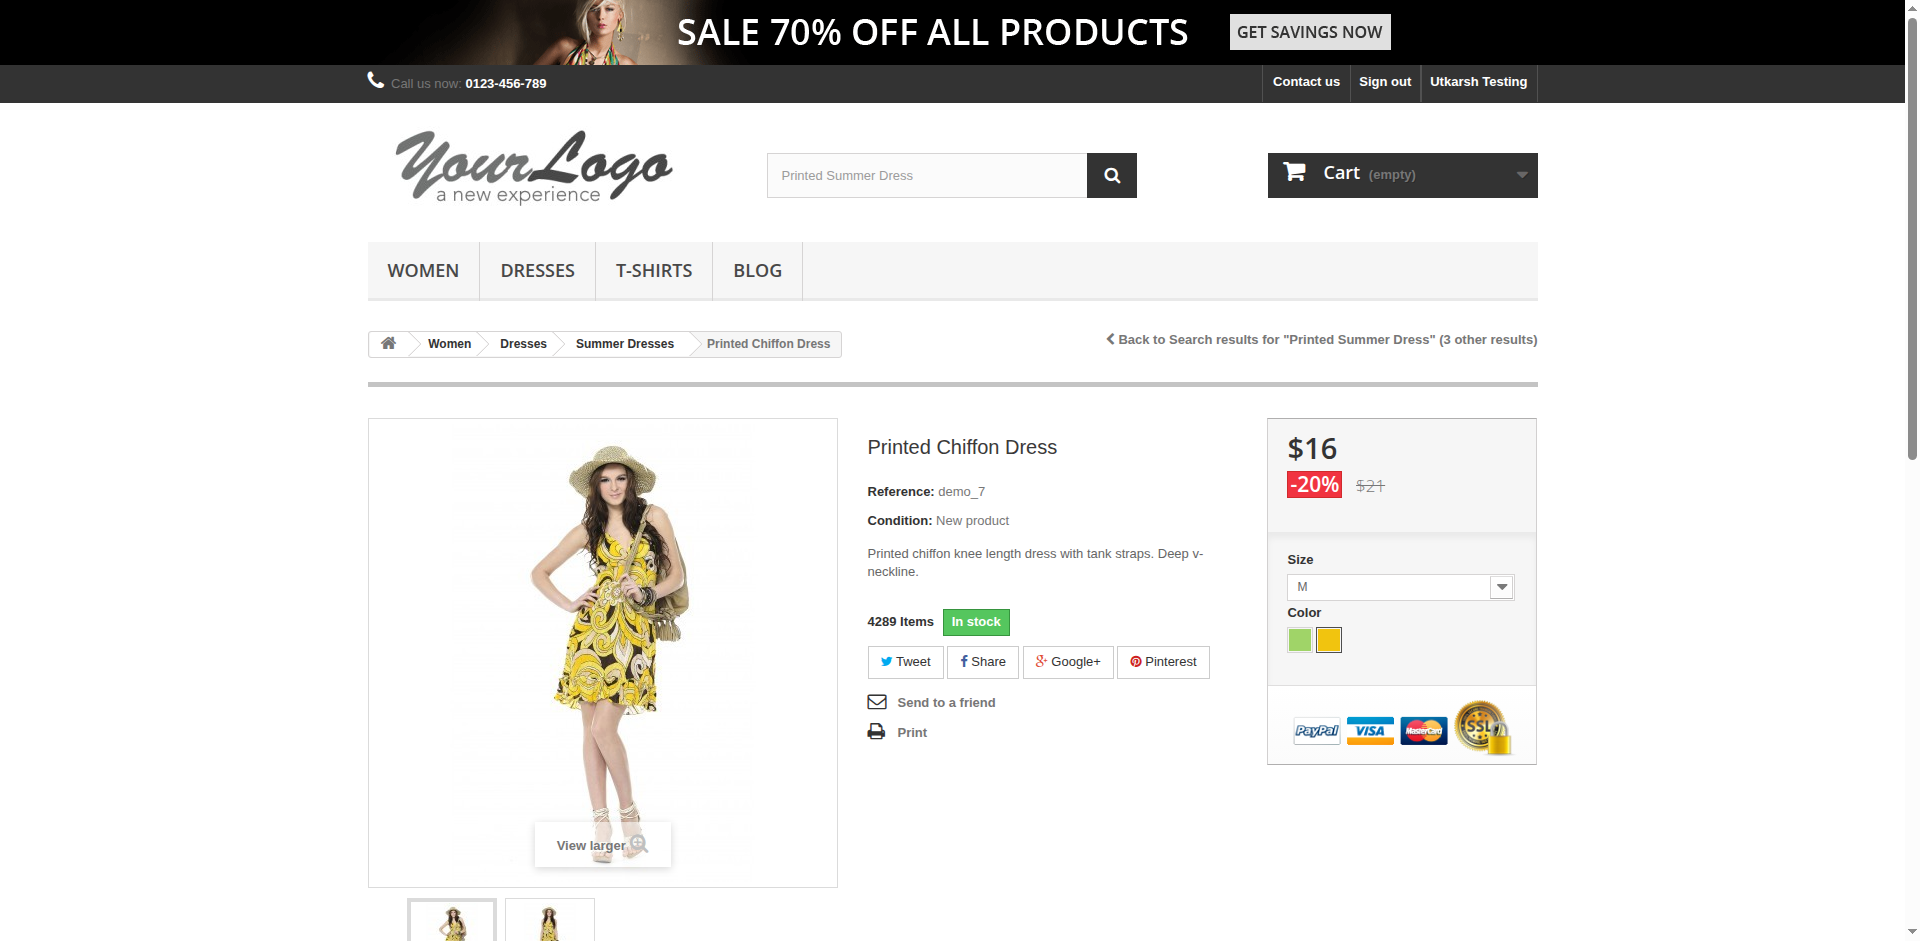 SALE 70% OFF ALL PRODUCTS
GET SAVINGS NOW
Call us now: 0123-456-789
Contact us
Sign out
Utkarsh Testing
YourLogo
a new experience
Printed Summer Dress
Cart (empty)
WOMEN
DRESSES
T-SHIRTS
BLOG
Women
Dresses
Summer Dresses
Printed Chiffon Dress
Back to Search results for "Printed Summer Dress" (3 other results)
View larger
Printed Chiffon Dress
Reference: demo_7
Condition: New product
Printed chiffon knee length dress with tank straps. Deep v-
neckline.
4289 Items In stock
Tweet
Share
Google+
Pinterest
Send to a friend
Print
$16
-20% $21
Size
M
Color
PayPal
VISA
MasterCard
SSL